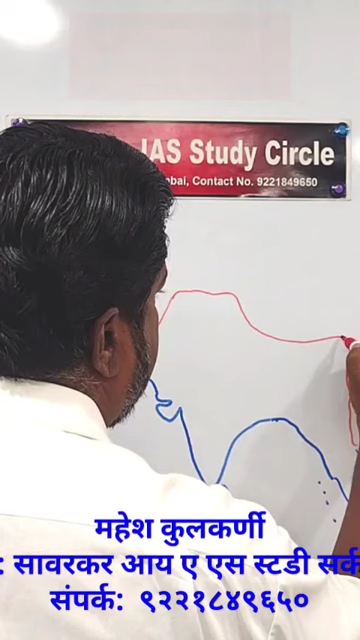 IAS Study Circle
Contact No. 9221849650
महेश कुलकर्णी
: सावरकर आय ए एस स्टडी
संपर्क: ९२२१८४९६५०